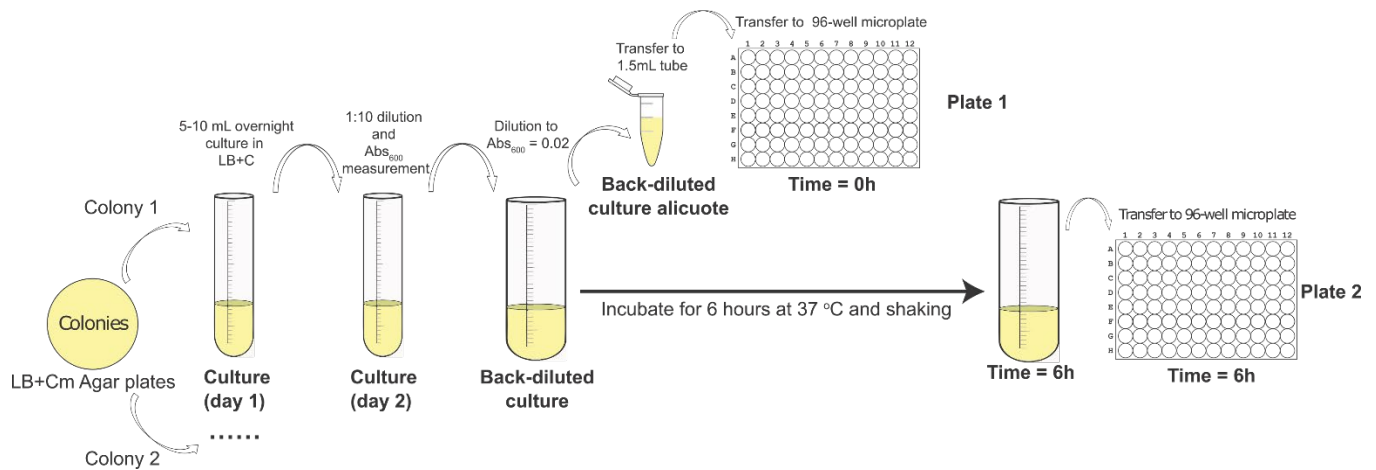 Colonies
LB+Cm Agar plates
Colony 1
Colony 2
5-10 mL overnight
culture in
LB+C
Culture
(day 1)
......
1:10 dilution
and
Abs600
measurement
Culture
(day 2)
Dilution to
Abs600 = 0.02
Back-diluted
culture
Transfer to
1.5mL tube
Back-diluted
culture alicuote
Transfer to 96-well microplate
1 2 3 4 5 6 7 8 9 10 11 12
A
B
C
D
E
F
G
H
Plate 1
Time = 0h
Incubate for 6 hours at 37 °C and shaking
Time = 6h
Transfer to 96-well microplate
1 2 3 4 5 6 7 8 9 10 11 12
A
B
C
D
E
F
G
H
Plate 2
Time = 6h